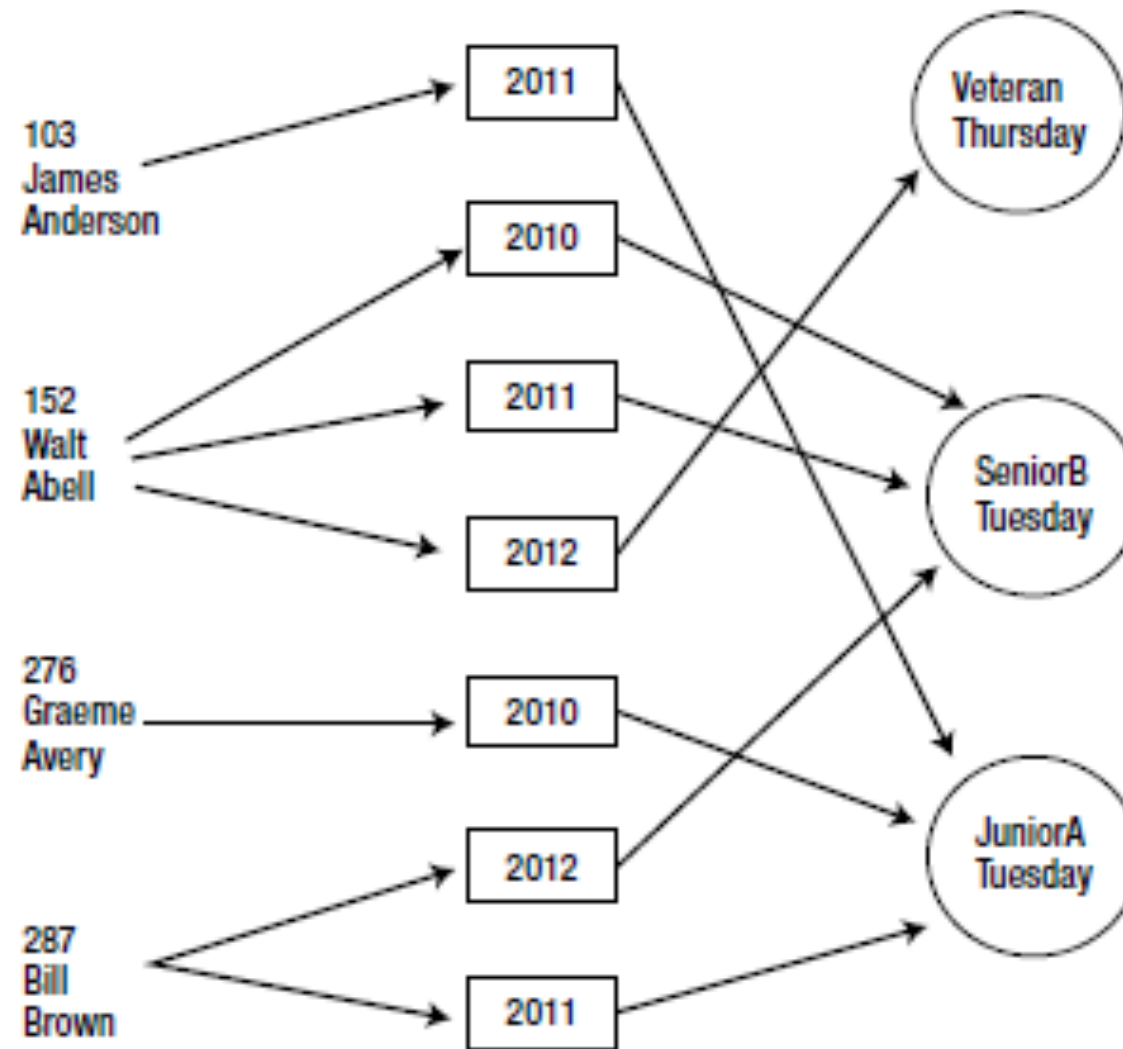 103
James
Anderson
152
Walt
Abell
276
Graeme
Avery
287
Bill
Brown
2011
2010
2011
2012
2010
2012
2011
Veteran
Thursday
SeniorB
Tuesday
JuniorA
Tuesday